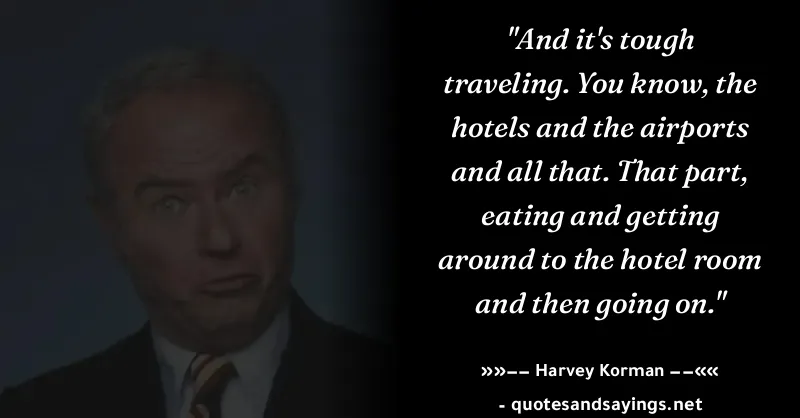 "And it's tough
traveling. You know, the
hotels and the airports
and all that. That part,
eating and getting
around to the hotel room
and then going on."
»»–– Harvey Korman ––««
- quotesandsayings.net